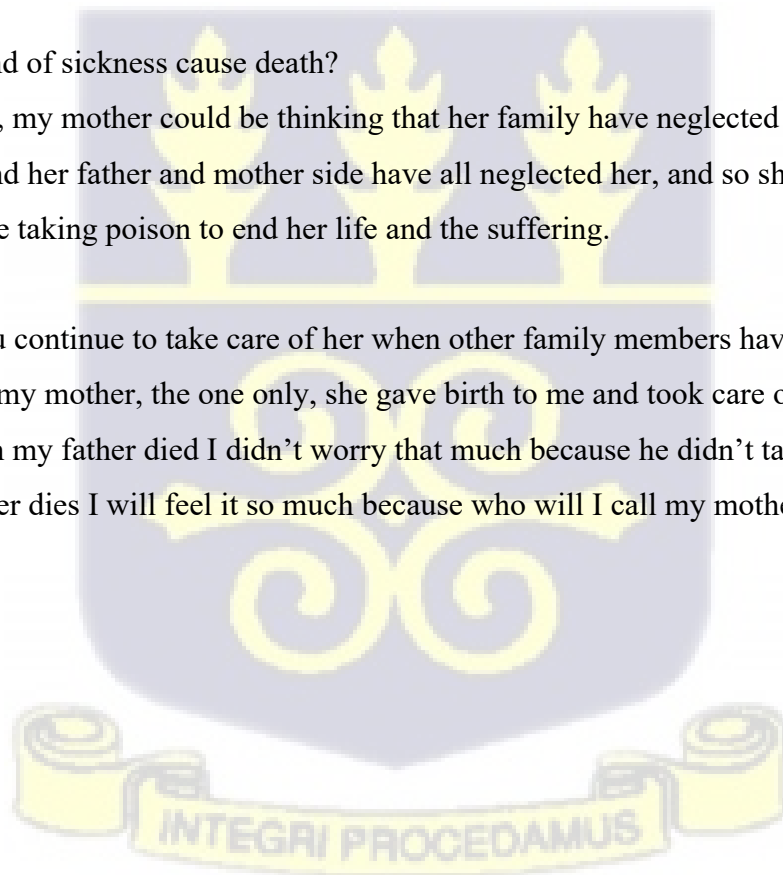 nd of sickness cause death?
, my mother could be thinking that her family have neglected
nd her father and mother side have all neglected her, and so sh
e taking poison to end her life and the suffering.
u continue to take care of her when other family members hav
my mother, the one only, she gave birth to me and took care o
n my father died I didn’t worry that much because he didn’t ta
er dies I will feel it so much because who will I call my mothe
INTEGRI PROCEDAMUS